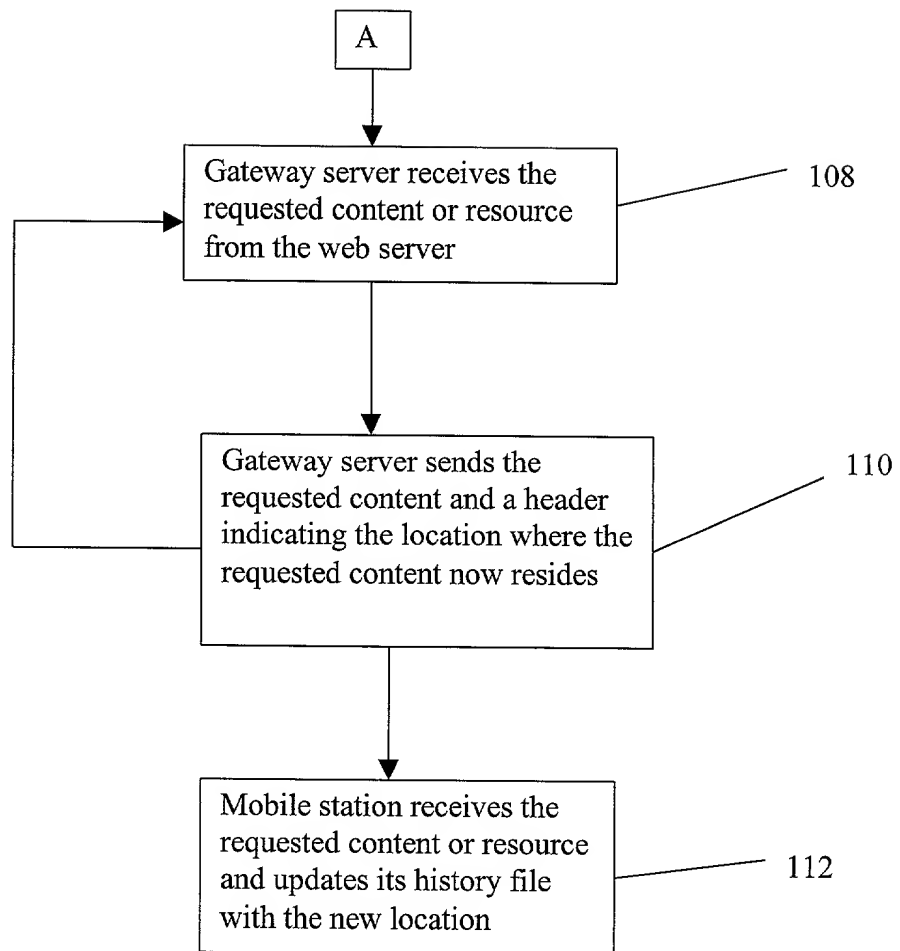 A
Gateway server receives the
requested content or resource
from the web server
108
Gateway server sends the
requested content and a header
indicating the location where the
requested content now resides
110
Mobile station receives the
requested content or resource
and updates its history file
with the new location
112